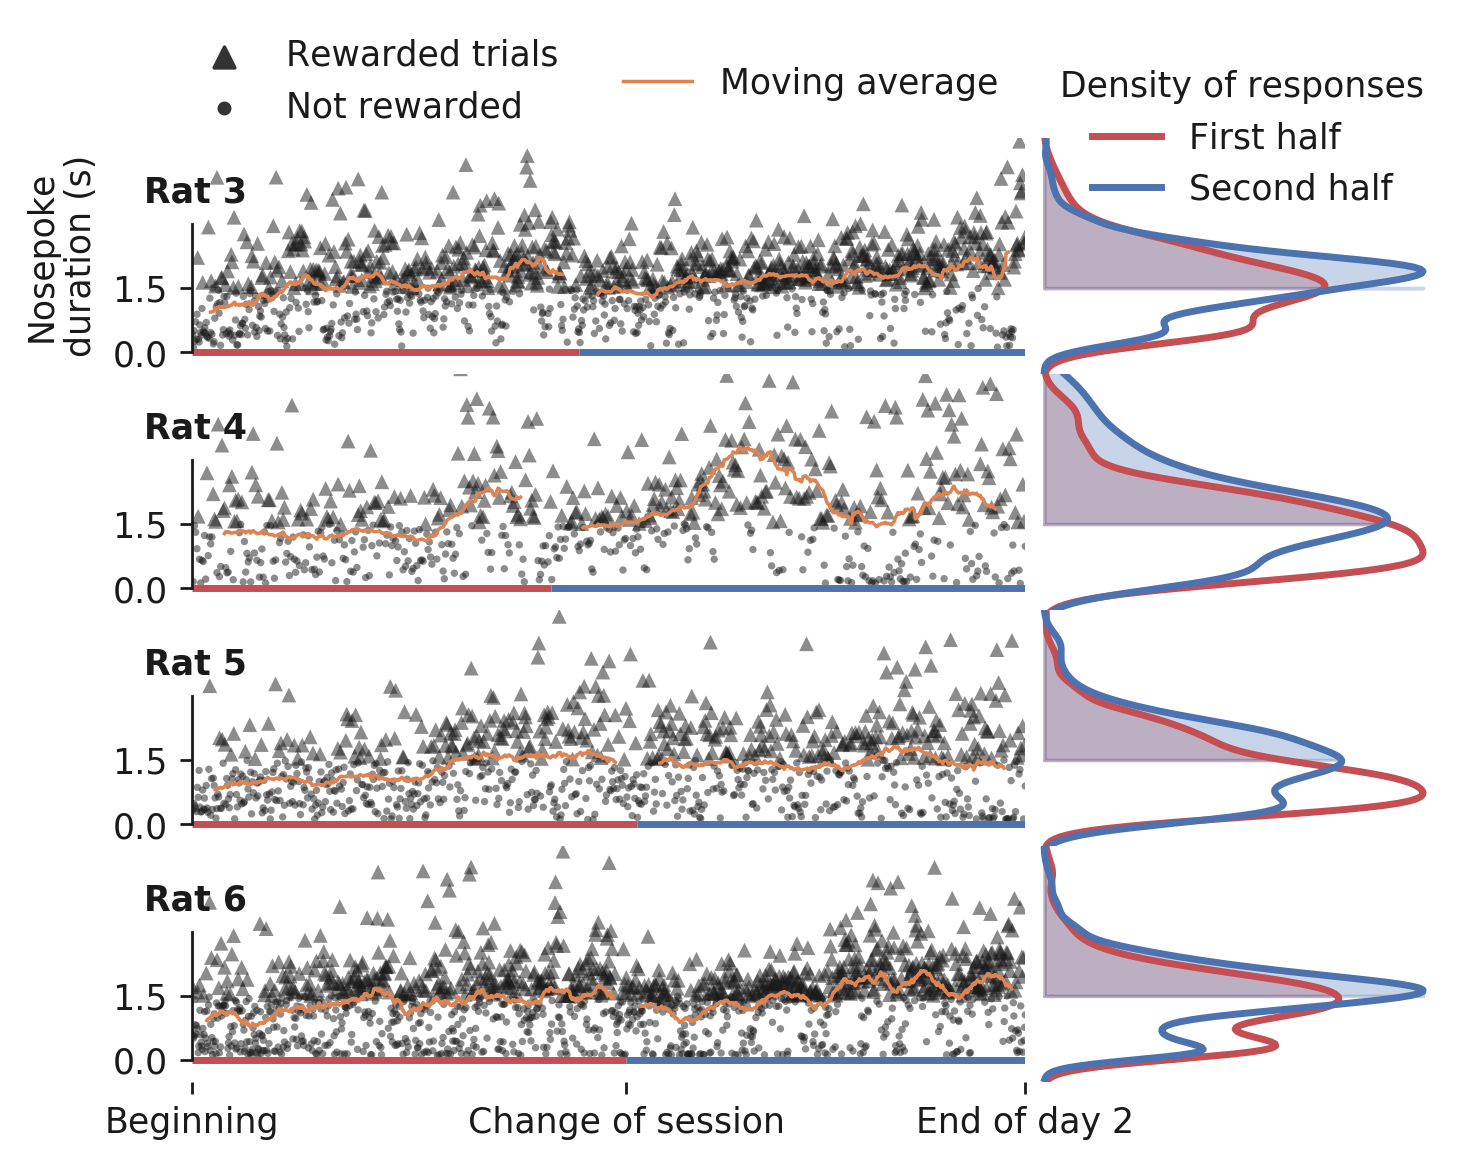 Rewarded trials
Not rewarded
Moving average
Density of responses
First half
Second half
Nosepoke
duration (s)
Rat 3
1.5
0.0
Rat 4
1.5
0.0
Rat 5
1.5
0.0
Rat 6
1.5
0.0
Beginning
Change of session
End of day 2